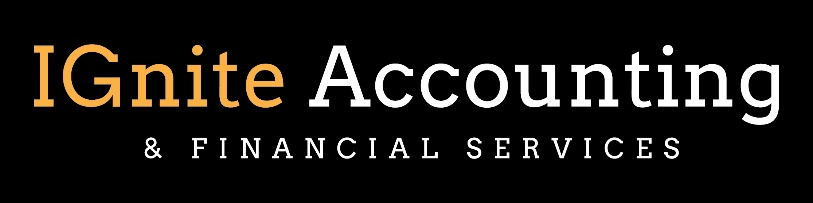 IGnite Accounting
& FINANCIAL SERVICES